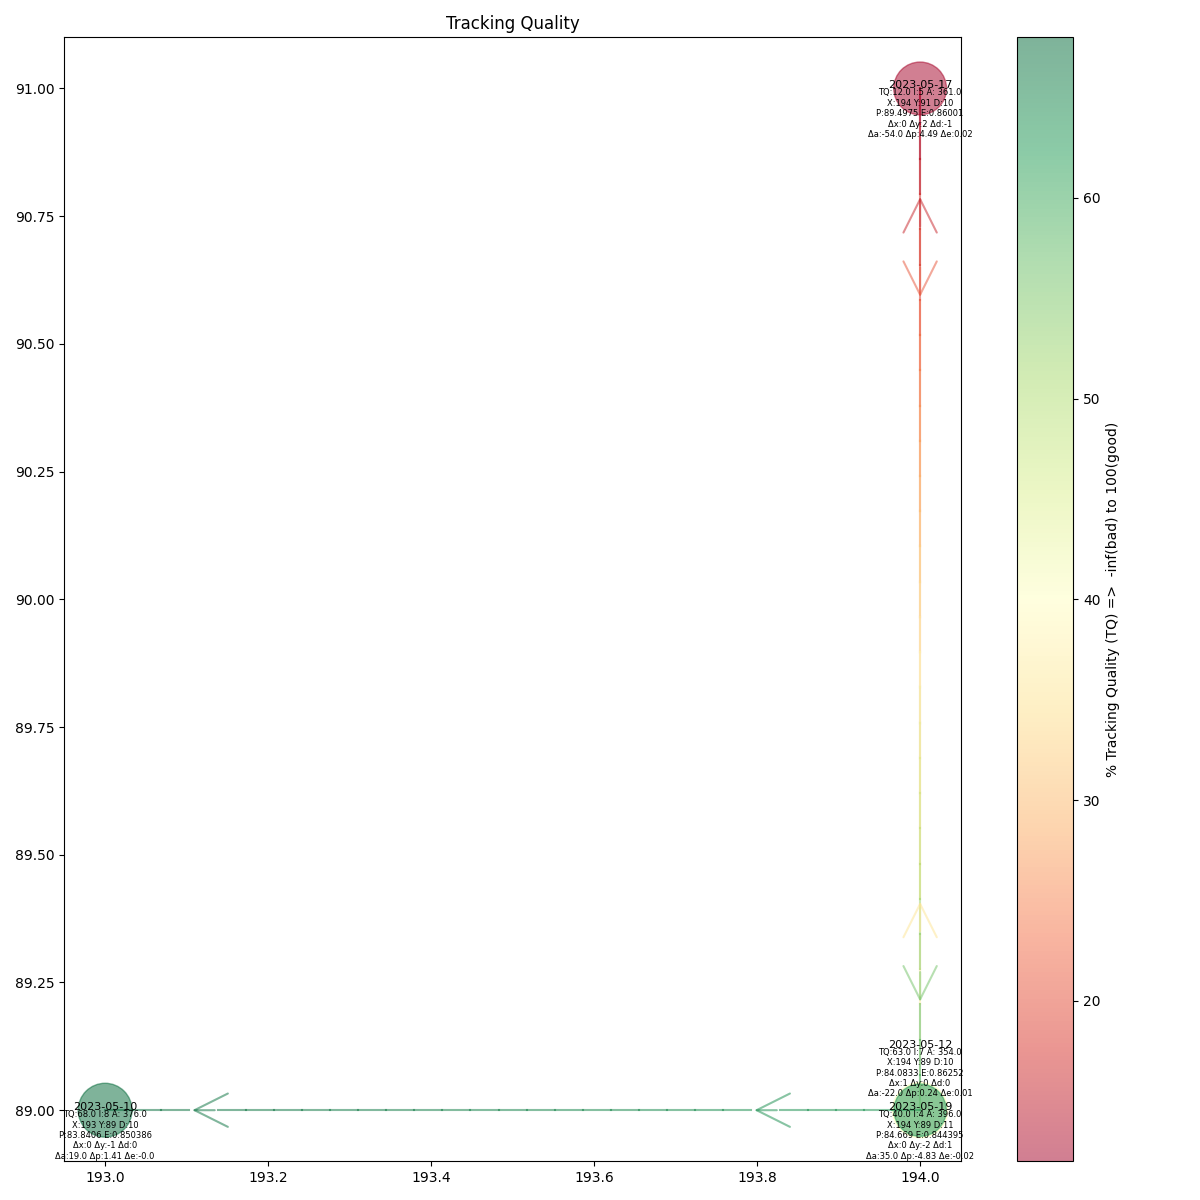 Tracking Quality
91.00
90.75
90.50
90.25
90.00
89.75
89.50
89.25
89.00
2023-05-17
TQ:12.0 I:5 A: 361.0
X:194 Y:91 D:10
P:89.4975 E:0.86001
Δx:0 Δy:2 Δd:-1
Δa:-54.0 Δp:4.49 Δe:0.02
2023-05-12
TQ:63.0 I:7 A: 354.0
X:194 Y:89 D:10
P:84.0833 E:0.86252
Δx:1 Δy:0 Δd:0
Δa:-22.0 Δp:0.24 Δe:0.01
2023-05-10
TQ:68.0 I:8 A: 376.0
X:193 Y:89 D:10
P:83.8406 E:0.850386
Δx:0 Δy:-1 Δd:0
Δa:19.0 Δp:1.41 Δe:-0.0
2023-05-19
TQ:40.0 I:4 A: 396.0
X:194 Y:89 D:11
P:84.669 E:0.844395
Δx:0 Δy:-2 Δd:1
Δa:35.0 Δp:-4.83 Δe:-0.02
193.0
193.2
193.4
193.6
193.8
194.0
60
50
40
30
20
% Tracking Quality (TQ) => -inf(bad) to 100(good)